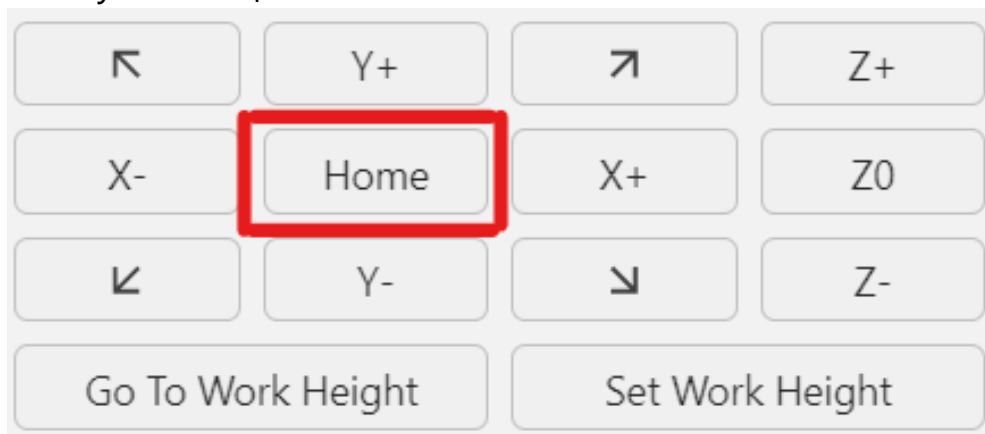 ↖ Y+ ↗ Z+
X- Home X+ Z0
↙ Y- ↘ Z-
Go To Work Height Set Work Height